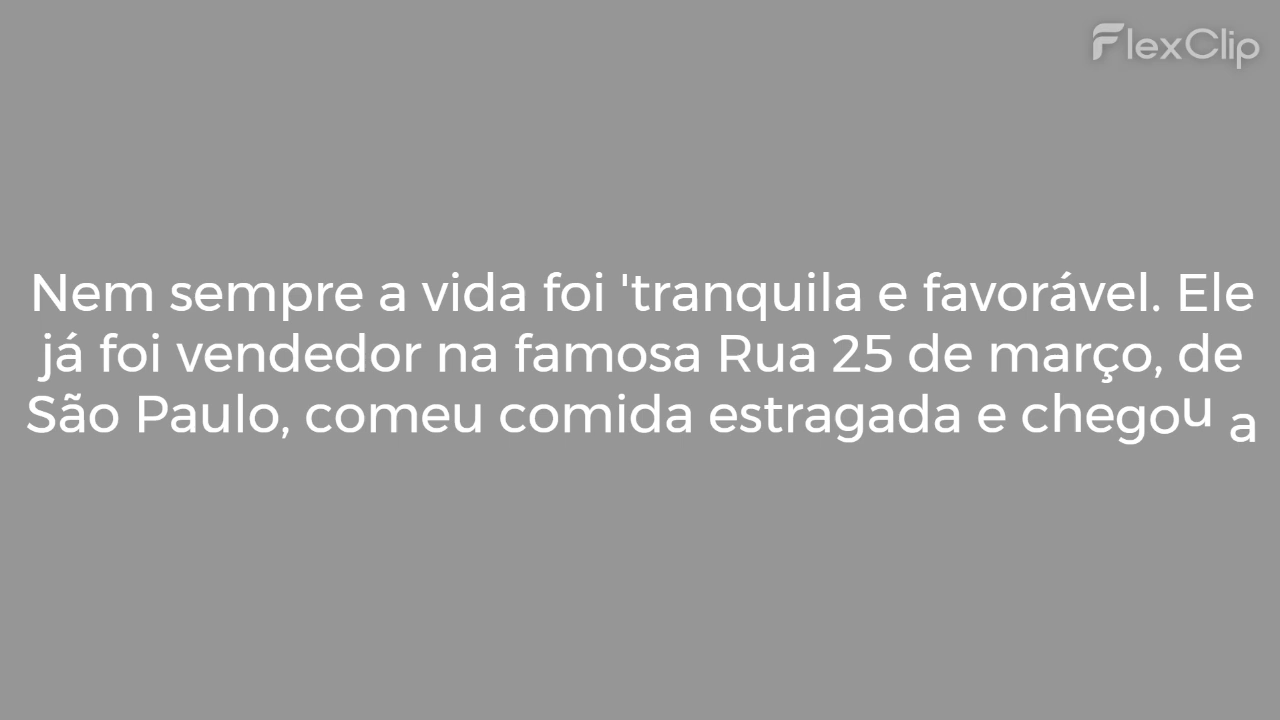 FlexClip
Nem sempre a vida foi 'tranquila e favorável. Ele
já foi vendedor na famosa Rua 25 de março, de
São Paulo, comeu comida estragada e chegou a